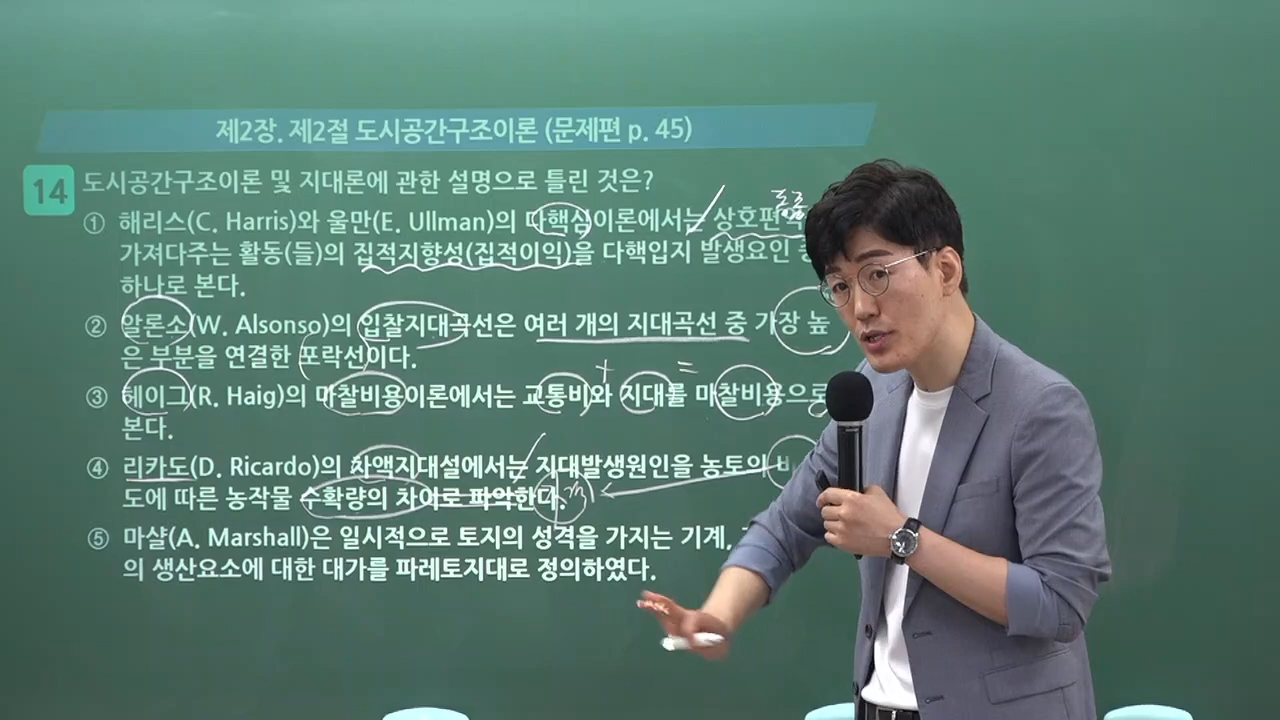 제2장. 제2절 도시공간구조이론 (문제편 p. 45)
14 도시공간구조이론 및 지대론에 관한 설명으로 틀린 것은?
① 해리스(C. Harris)와 울만(E. Ullman)의 다핵심이론에서는 상호편익
가져다주는 활동(들)의 집적지향성(집적이익)을 다핵입지 발생요인
하나로 본다.
② 알론소(W. Alsonso)의 입찰지대곡선은 여러 개의 지대곡선 중 가장 높
은 부분을 연결한 포락선이다.
③ 헤이그(R. Haig)의 마찰비용이론에서는 교통비와 지대를 마찰비용으로
+ =
본다.
④ 리카도(D. Ricardo)의 차액지대설에서는 지대발생원인을 농토의 비
도에 따른 농작물 수확량의 차이로 파악한다.
⑤ 마샬(A. Marshall)은 일시적으로 토지의 성격을 가지는 기계,
의 생산요소에 대한 대가를 파레토지대로 정의하였다.